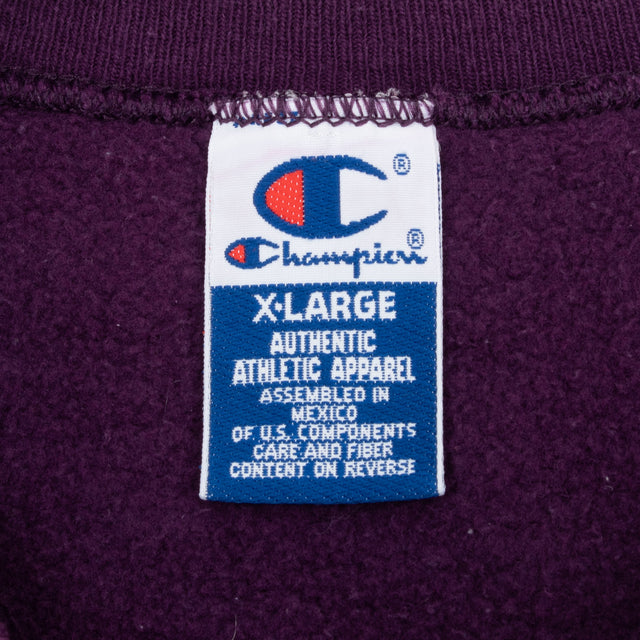 ®
Champion®
X-LARGE
AUTHENTIC
ATHLETIC APPAREL
ASSEMBLED IN
MEXICO
OF U.S. COMPONENTS
CARE AND FIBER
CONTENT ON REVERSE